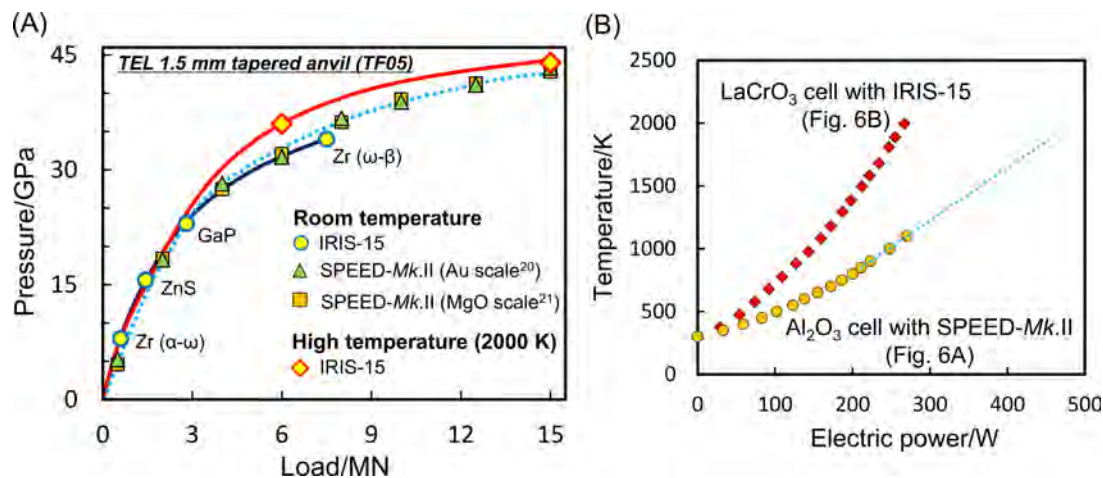 (A)
TEL 1.5 mm tapered anvil (TF05)
45
30
15
0
Pressure/GPa
Zr (ω-β)
GaP
ZnS
Zr (α-ω)
Room temperature
IRIS-15
SPEED-Mk.II (Au scale²⁰)
SPEED-Mk.II (MgO scale²¹)
High temperature (2000 K)
IRIS-15
0 3 6 9 12 15
Load/MN
(B)
2500
2000
1500
1000
500
0
Temperature/K
LaCrO₃ cell with IRIS-15
(Fig. 6B)
Al₂O₃ cell with SPEED-Mk.II
(Fig. 6A)
0 100 200 300 400 500
Electric power/W